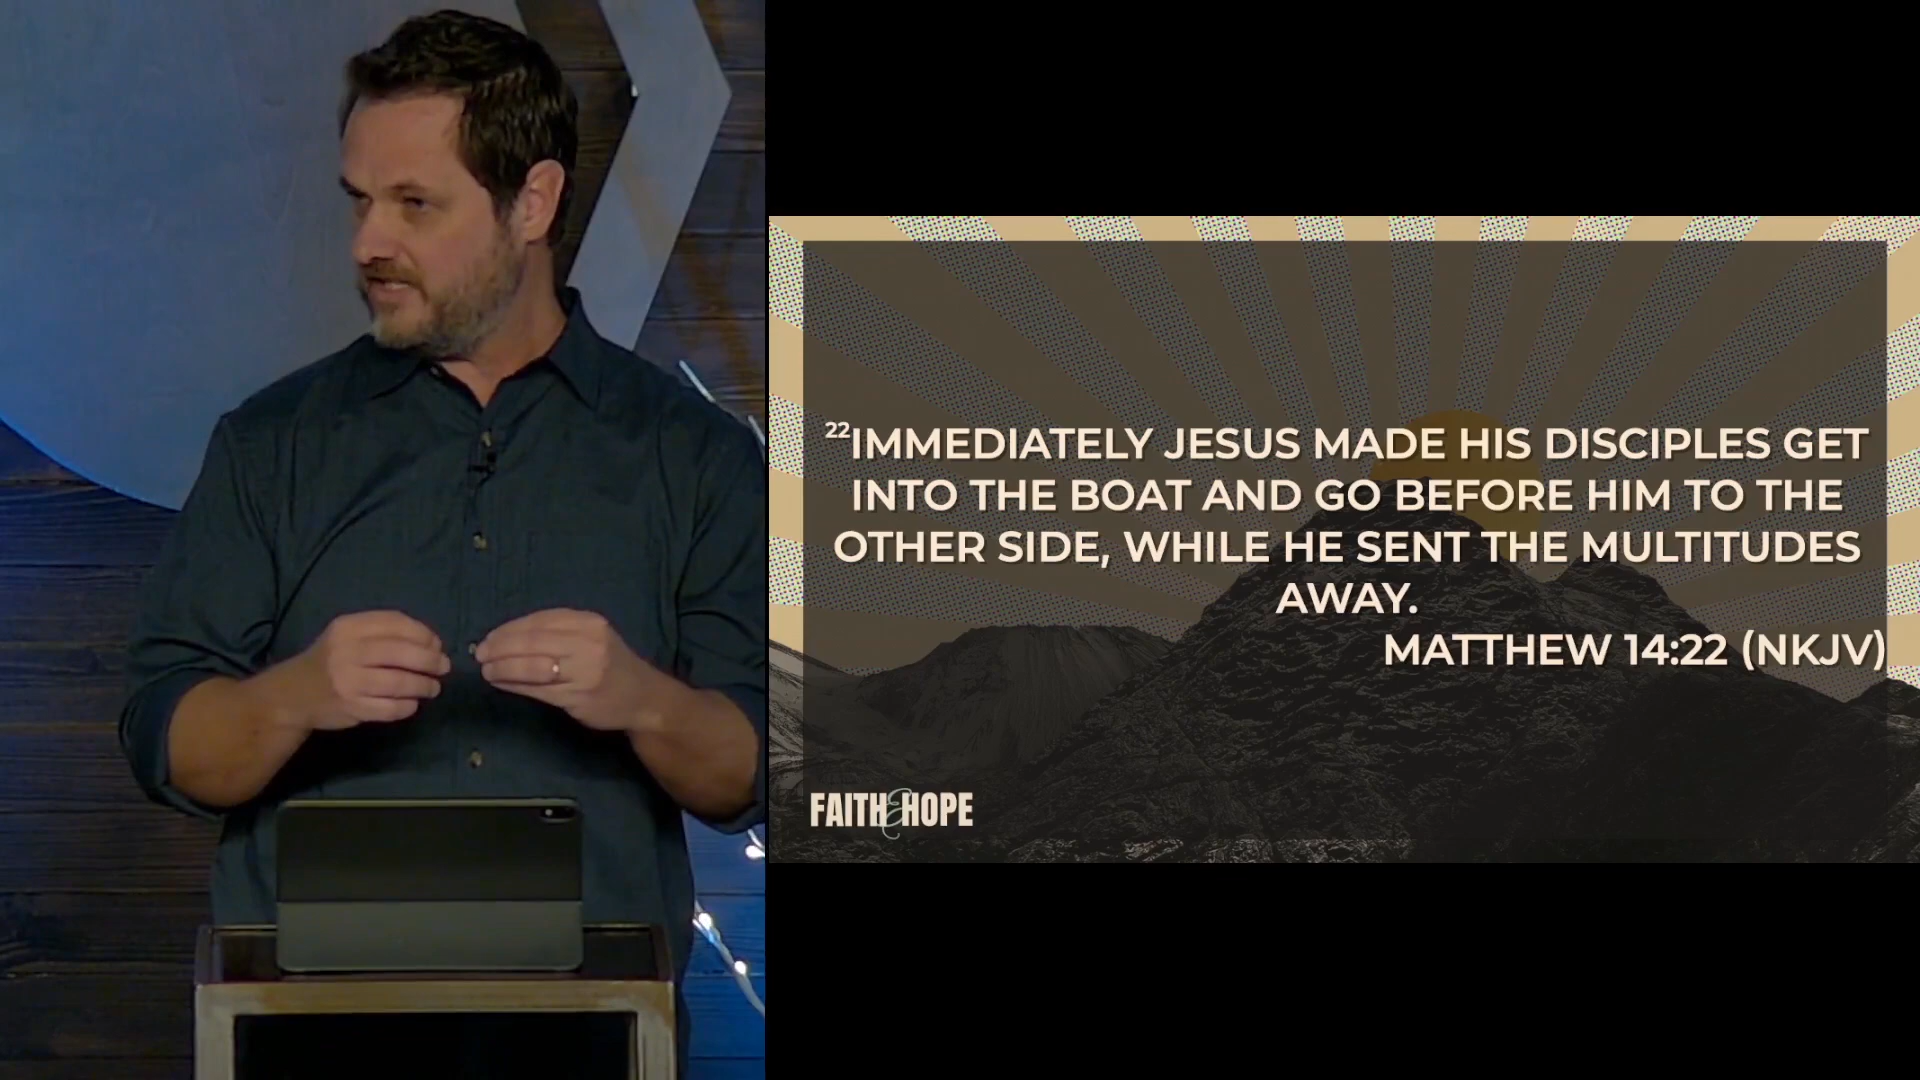 22IMMEDIATELY JESUS MADE HIS DISCIPLES GET
INTO THE BOAT AND GO BEFORE HIM TO THE
OTHER SIDE, WHILE HE SENT THE MULTITUDES
AWAY.
MATTHEW 14:22 (NKJV)
FAITH & HOPE